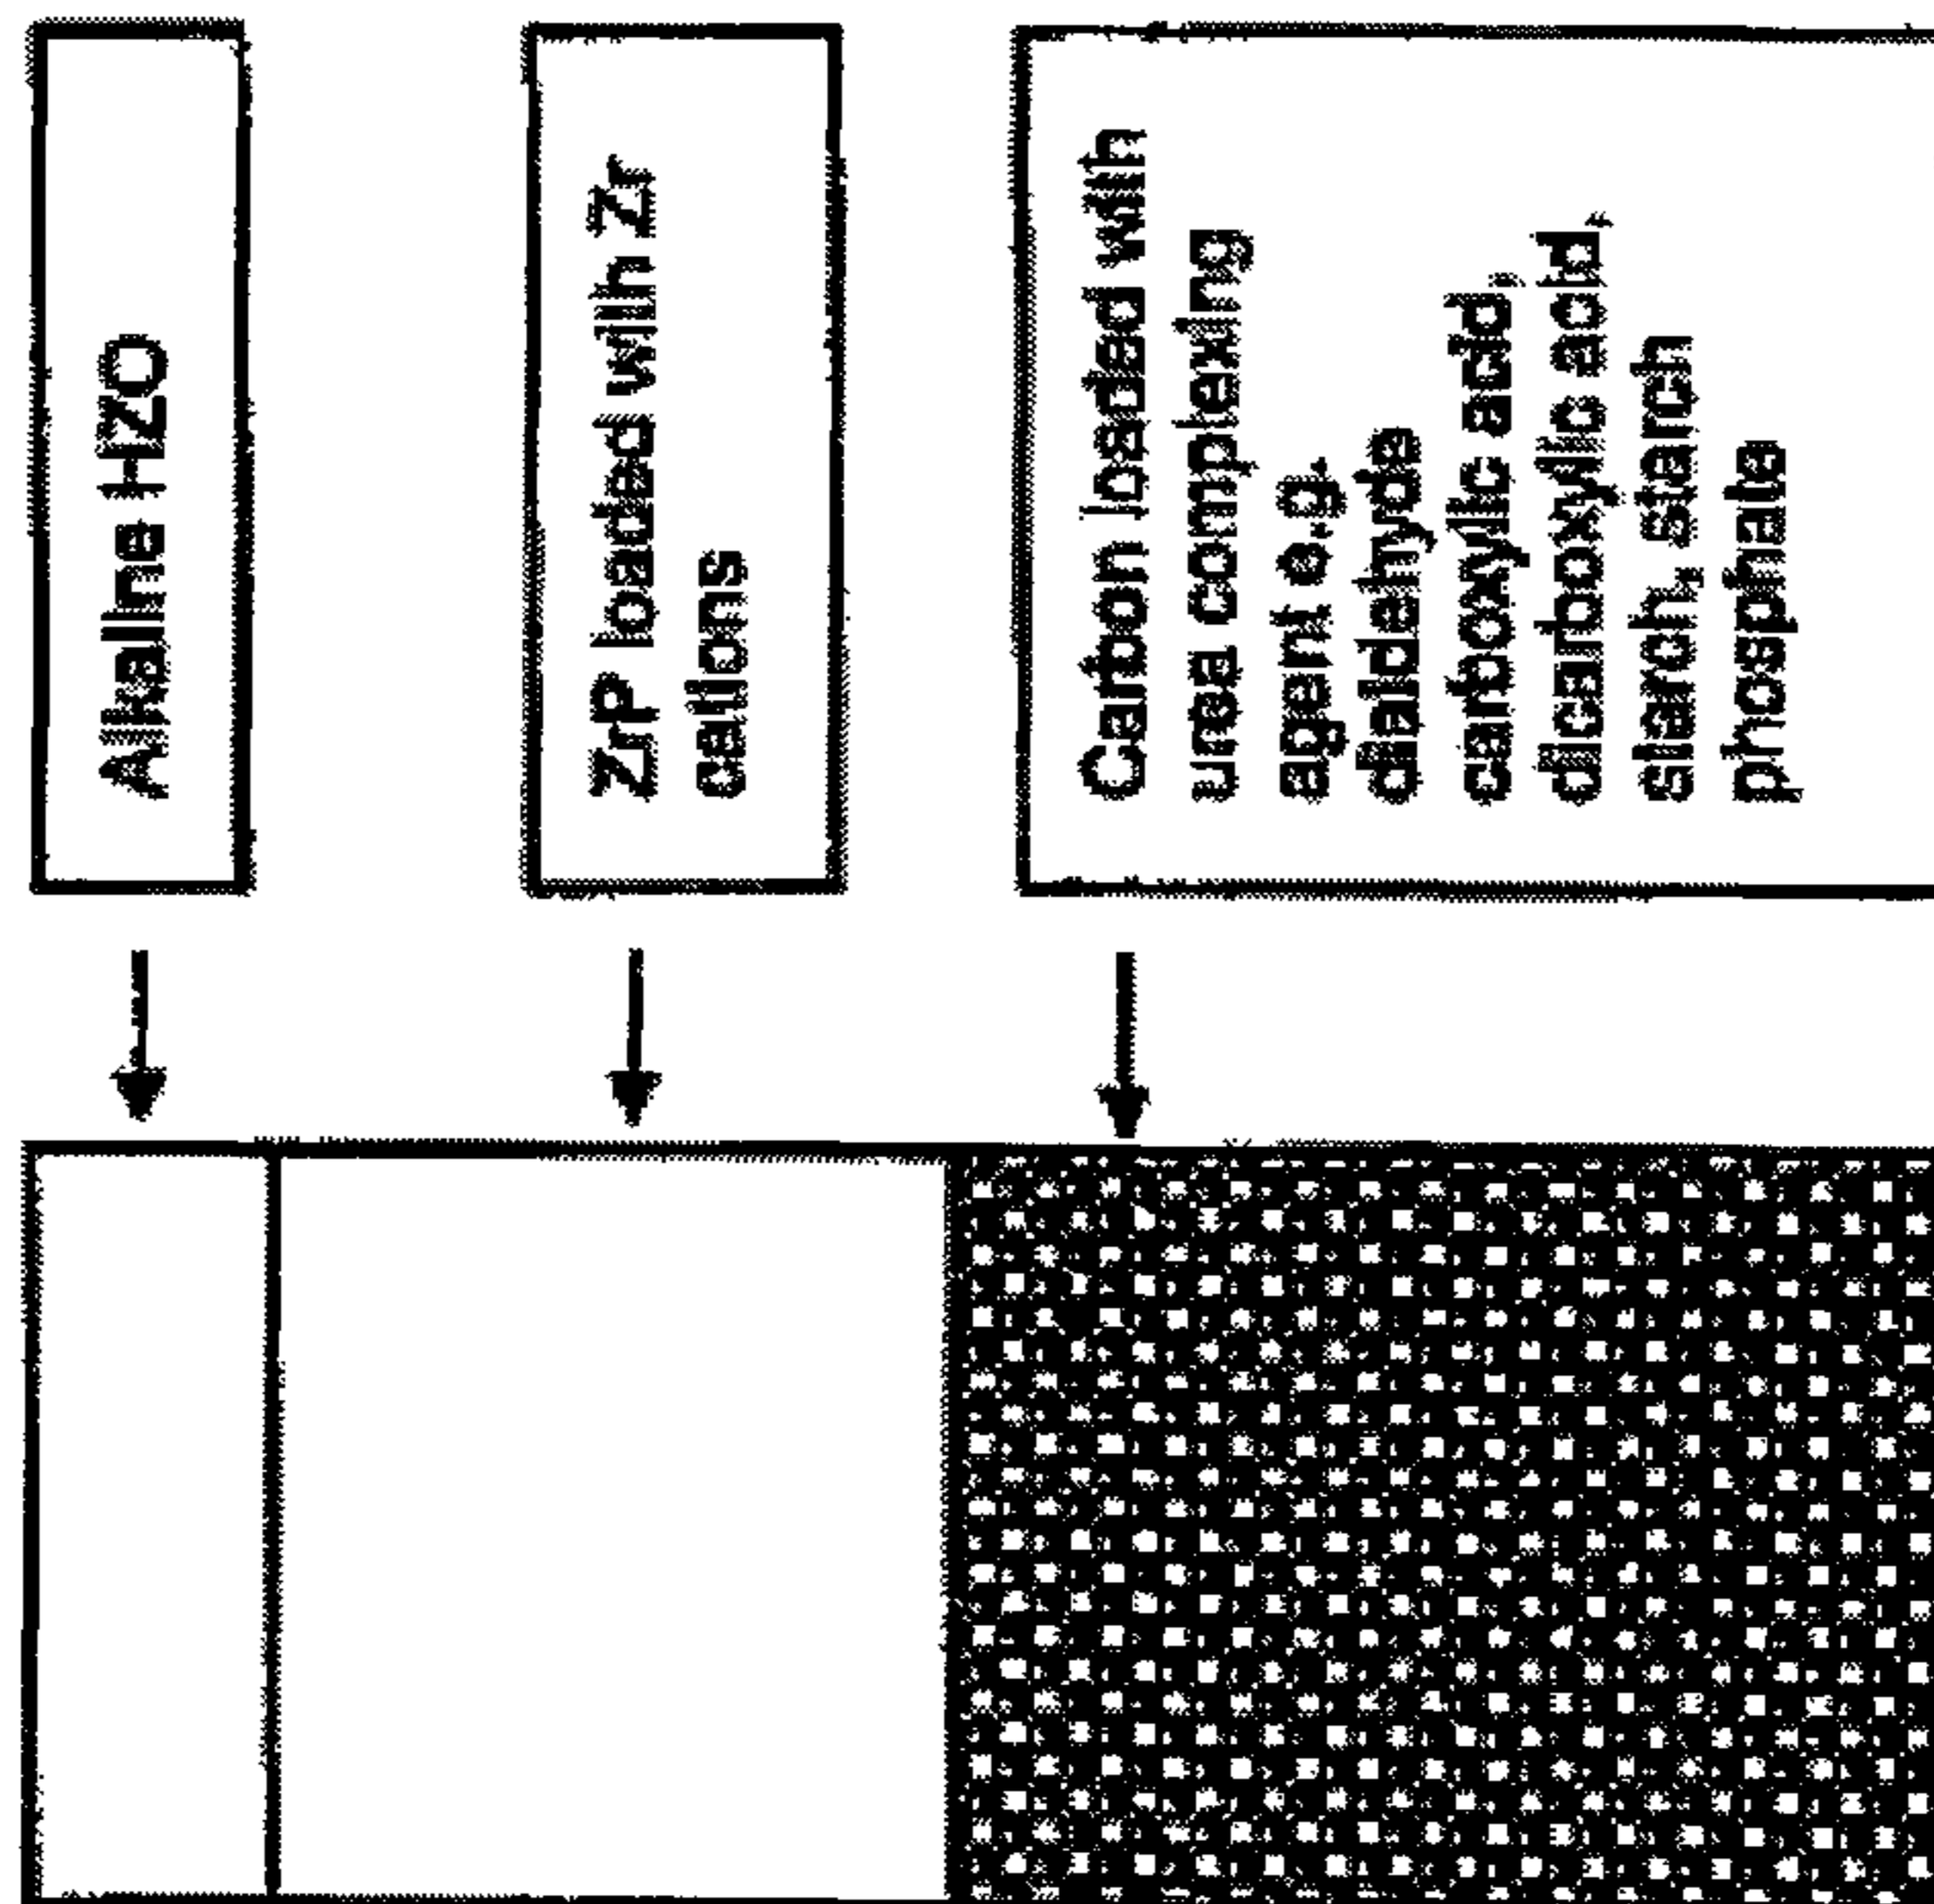 Alkaline HZO
ZrP loaded with Zr
cations
Carbon loaded with
urea complexing
agent e.g.
dialdehyde
carboxylic acid,
dicarboxylic acid,
starch, starch
phosphate